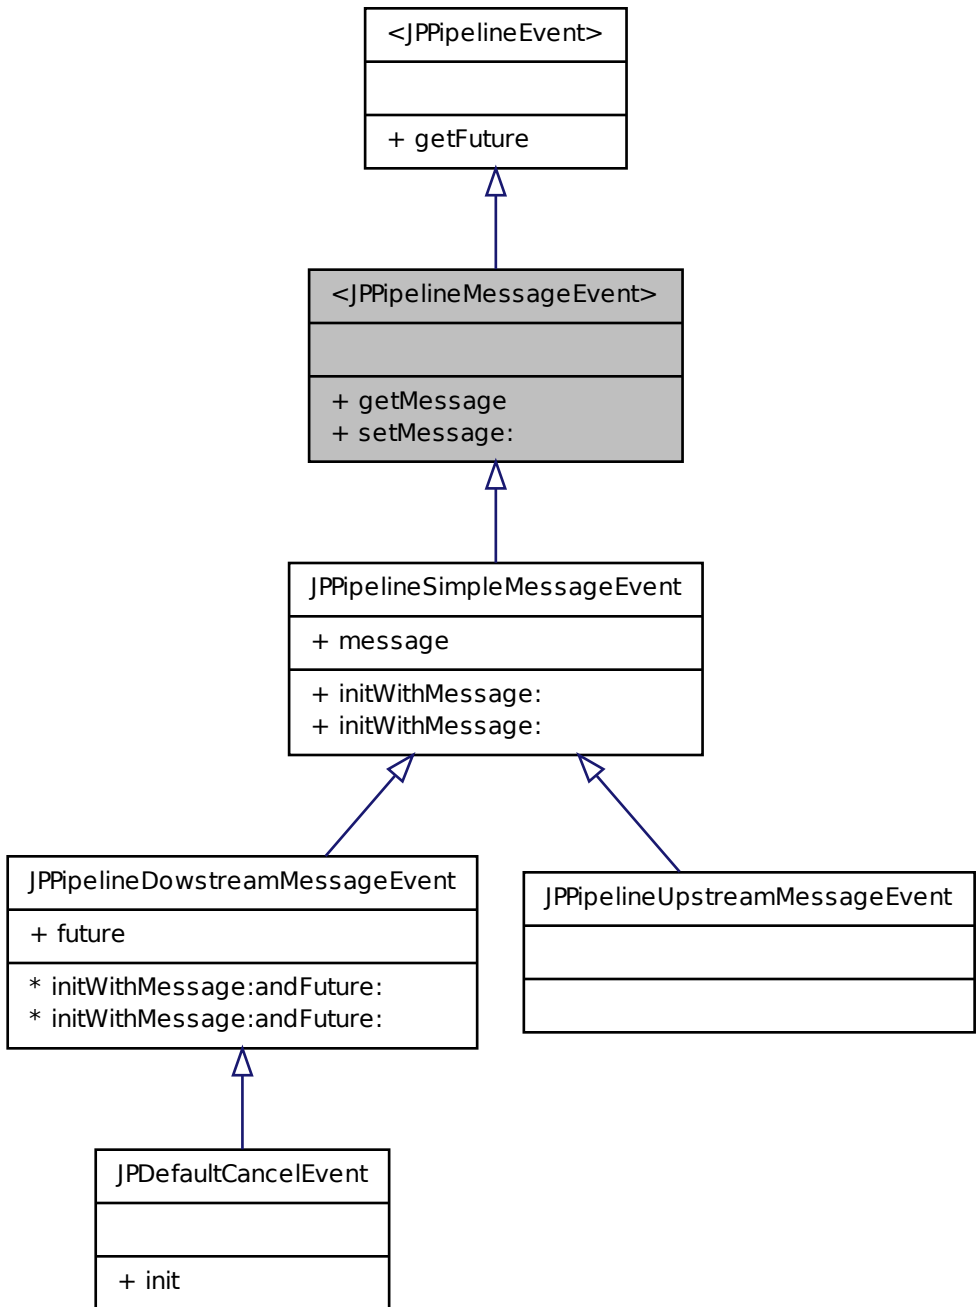 <JPPipelineEvent>
+ getFuture
<JPPipelineMessageEvent>
+ getMessage
+ setMessage:
JPPipelineSimpleMessageEvent
+ message
+ initWithMessage:
+ initWithMessage:
JPPipelineDowstreamMessageEvent
+ future
* initWithMessage:andFuture:
* initWithMessage:andFuture:
JPPipelineUpstreamMessageEvent
JPDefaultCancelEvent
+ init